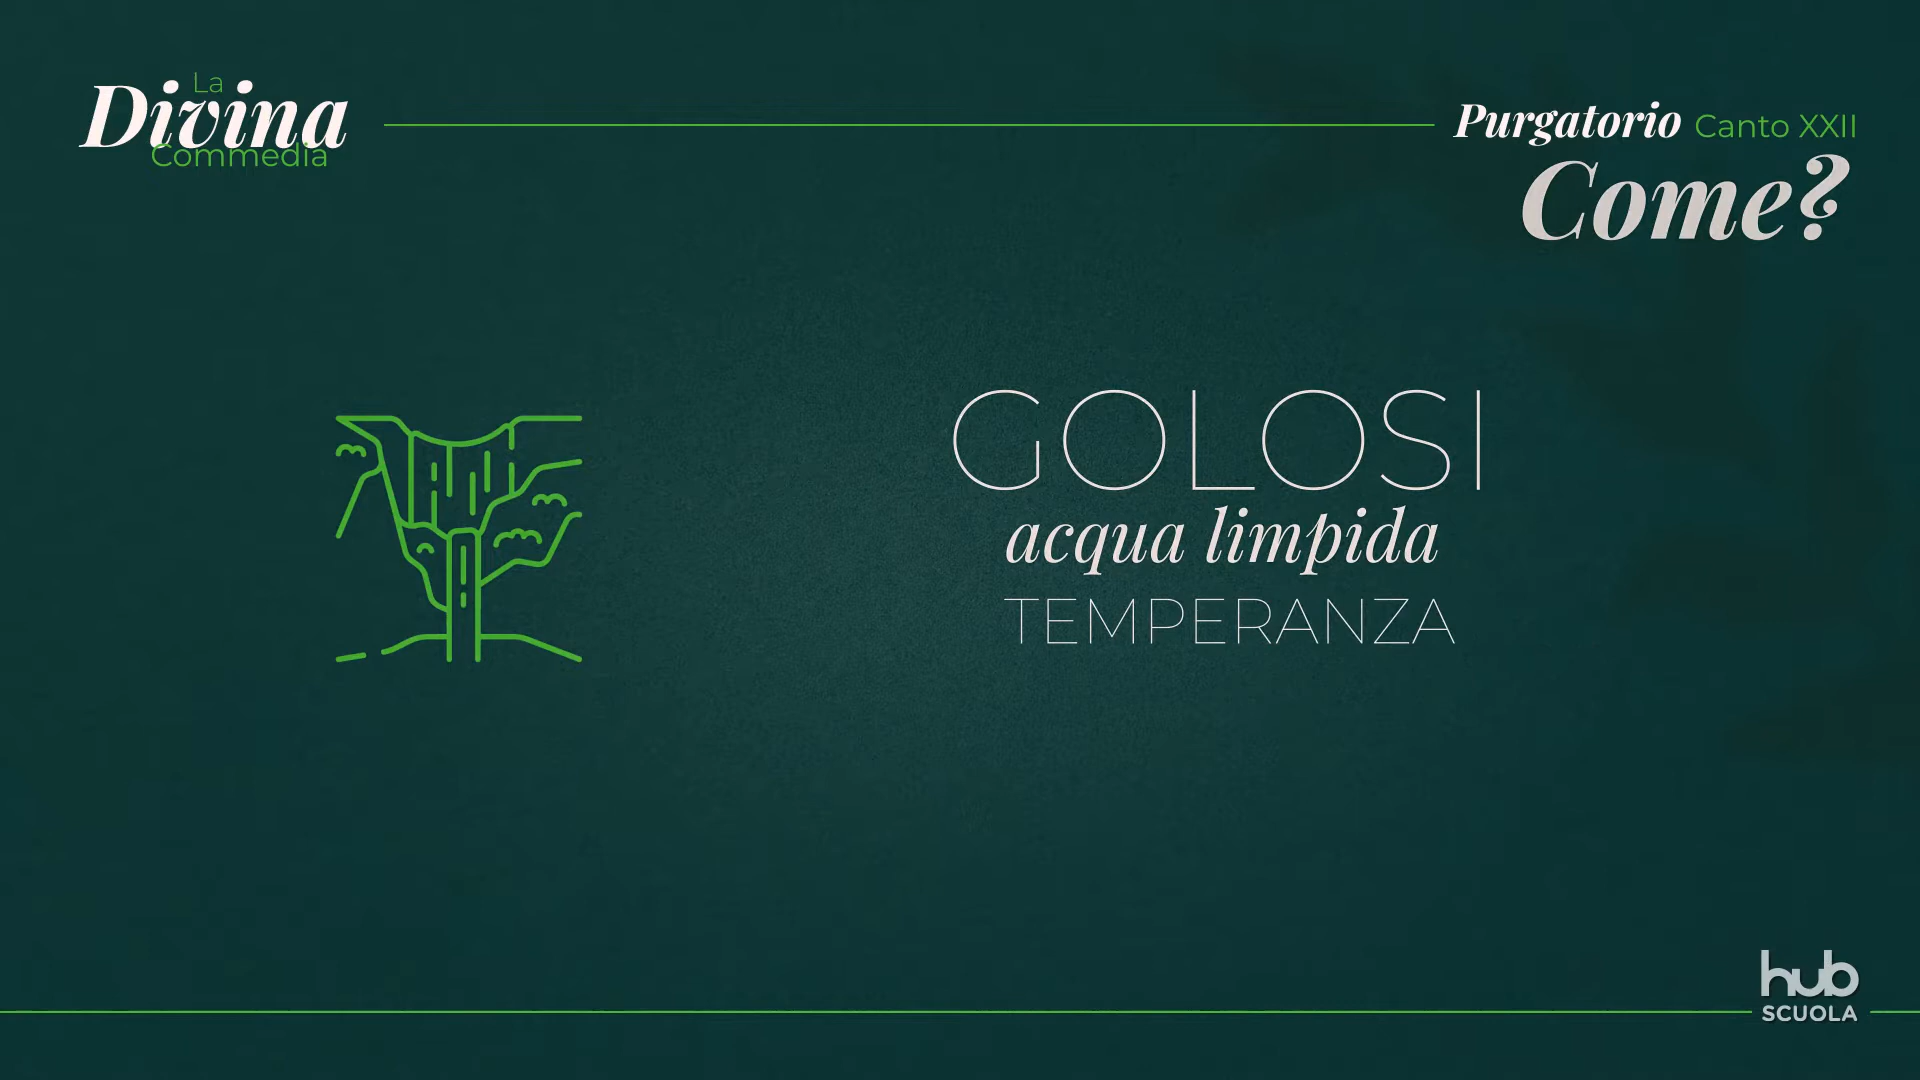 La
Divina
Commedia
Purgatorio Canto XXII
Come?
GOLOSI
acqua limpida
TEMPERANZA
hub
SCUOLA